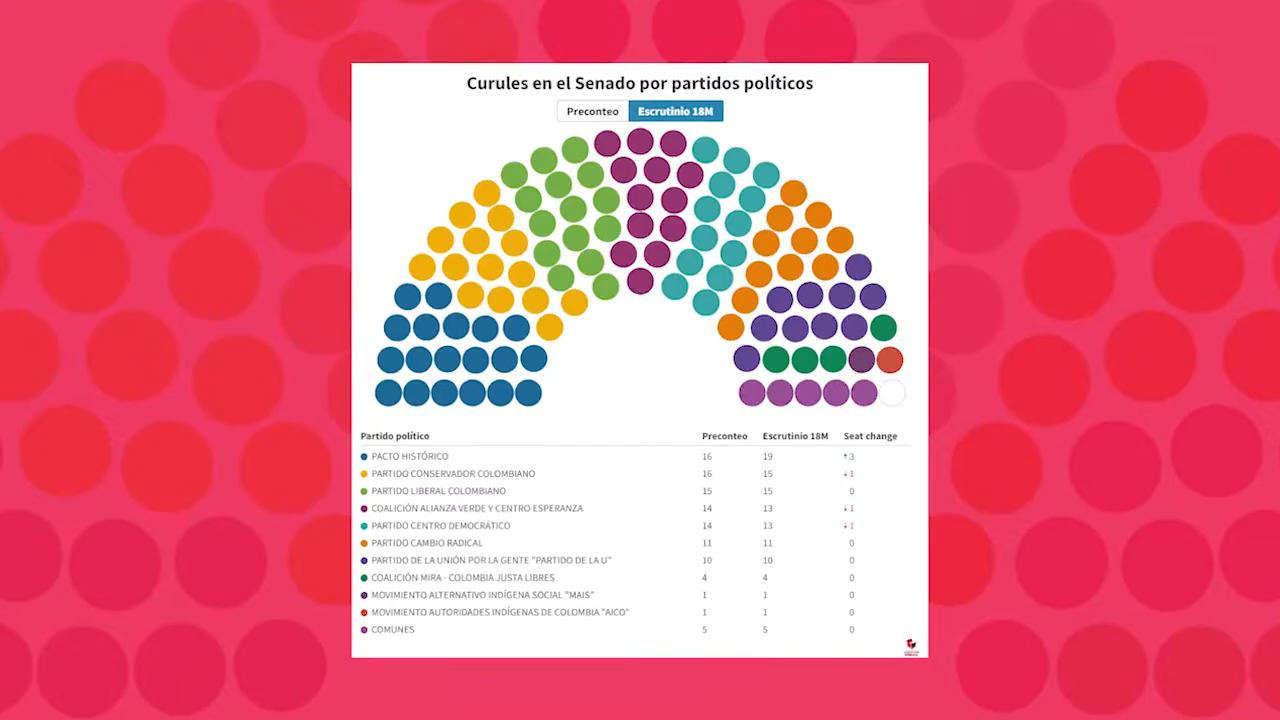 Curules en el Senado por partidos políticos
Preconteo Escrutinio 18M
Partido político Preconteo Escrutinio 18M Seat change
PACTO HISTÓRICO 16 19 ↑3
PARTIDO CONSERVADOR COLOMBIANO 16 15 ↓1
PARTIDO LIBERAL COLOMBIANO 15 15 0
COALICIÓN ALIANZA VERDE Y CENTRO ESPERANZA 14 13 ↓1
PARTIDO CENTRO DEMOCRÁTICO 14 13 ↓1
PARTIDO CAMBIO RADICAL 11 11 0
PARTIDO DE LA UNIÓN POR LA GENTE "PARTIDO DE LA U" 10 10 0
COALICIÓN MIRA - COLOMBIA JUSTA LIBRES 4 4 0
MOVIMIENTO ALTERNATIVO INDÍGENA SOCIAL "MAIS" 1 1 0
MOVIMIENTO AUTORIDADES INDÍGENAS DE COLOMBIA "AICO" 1 1 0
COMUNES 5 5 0